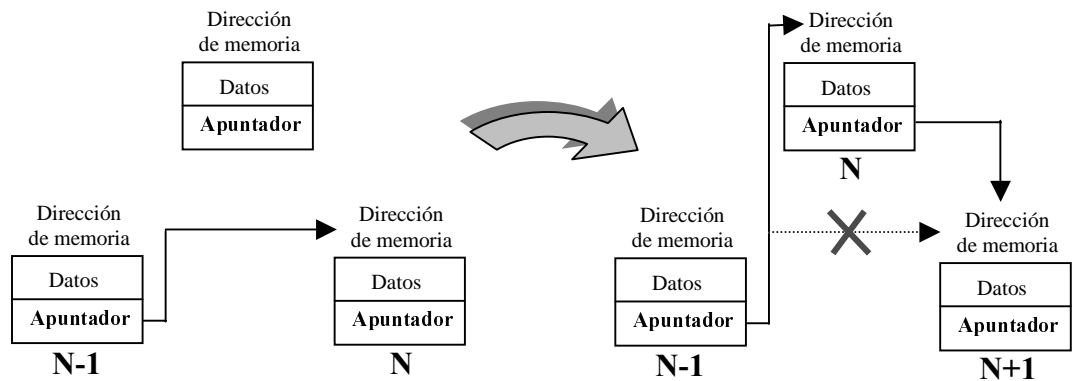 Dirección
de memoria
Datos
Apuntador
Dirección
de memoria
Datos
Apuntador
N-1
Dirección
de memoria
Datos
Apuntador
N
Dirección
de memoria
Datos
Apuntador
N
Dirección
de memoria
Datos
Apuntador
N-1
Dirección
de memoria
Datos
Apuntador
N+1